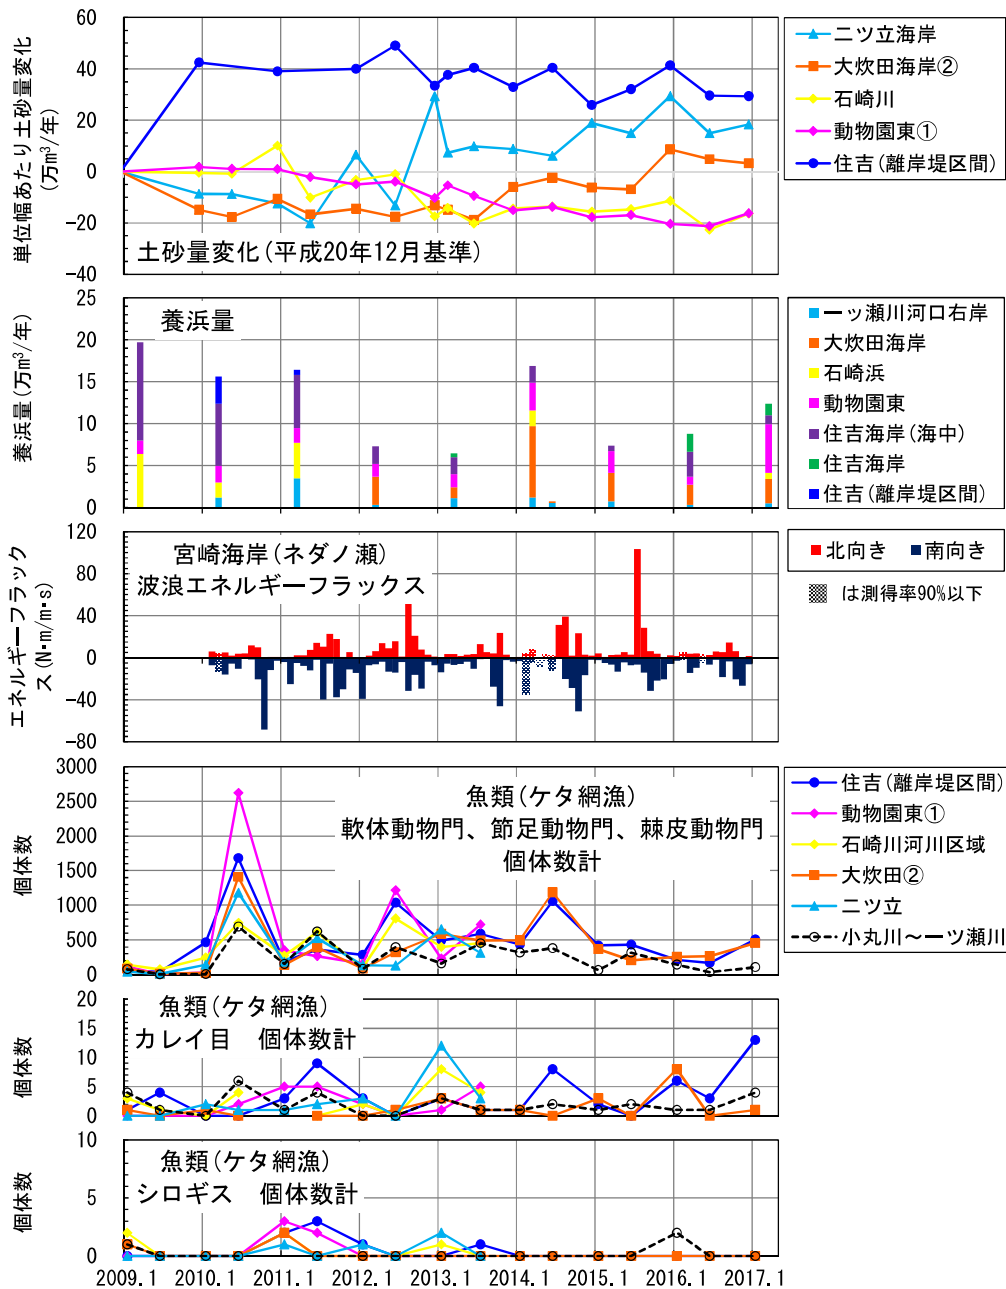 単位幅あたり土砂量変化
(万m³/年)
60
40
20
0
−20
−40
土砂量変化(平成20年12月基準)
二ツ立海岸
大炊田海岸②
石崎川
動物園東①
住吉(離岸堤区間)
養浜量(万m³/年)
25
20
15
10
5
0
養浜量
一ッ瀬川河口右岸
大炊田海岸
石崎浜
動物園東
住吉海岸(海中)
住吉海岸
住吉(離岸堤区間)
エネルギーフラック
ス(N・m/m・s)
120
80
40
0
−40
−80
宮崎海岸(ネダノ瀬)
波浪エネルギーフラックス
北向き
南向き
は測得率90%以下
個体数
3000
2500
2000
1500
1000
500
0
魚類(ケタ網漁)
軟体動物門、節足動物門、棘皮動物門
個体数計
住吉(離岸堤区間)
動物園東①
石崎川河川区域
大炊田②
二ツ立
小丸川～一ツ瀬川
個体数
20
15
10
5
0
魚類(ケタ網漁)
カレイ目　個体数計
個体数
10
5
0
魚類(ケタ網漁)
シロギス　個体数計
2009.1 2010.1 2011.1 2012.1 2013.1 2014.1 2015.1 2016.1 2017.1